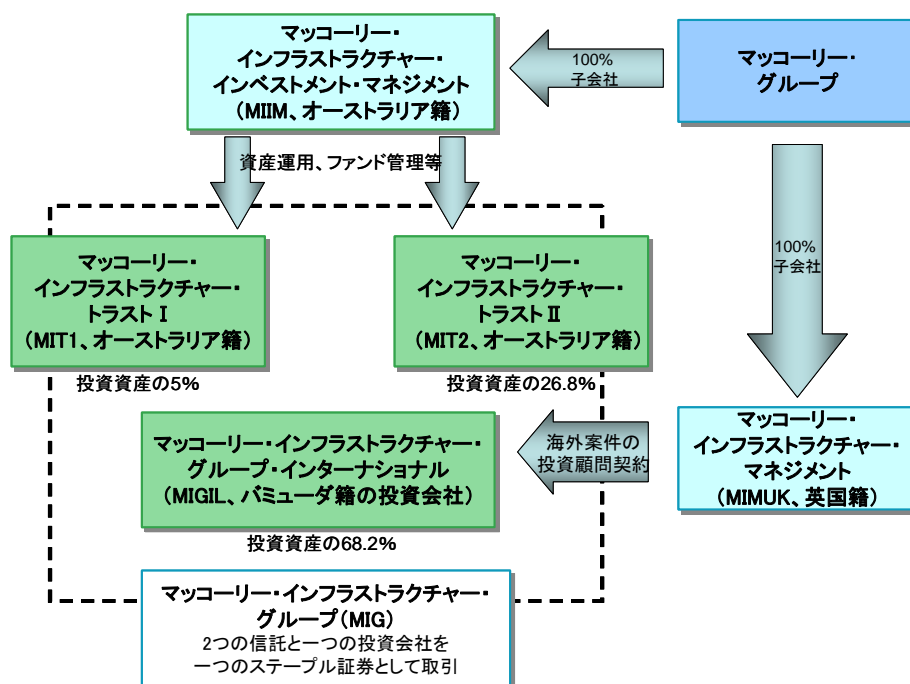 マッコーリー・
インフラストラクチャー・
インベストメント・マネジメント
(MIIM、オーストラリア籍)
100%
子会社
マッコーリー・
グループ
資産運用、ファンド管理等
マッコーリー・
インフラストラクチャー・
トラストⅠ
(MIT1、オーストラリア籍)
投資資産の5%
マッコーリー・
インフラストラクチャー・
トラストⅡ
(MIT2、オーストラリア籍)
投資資産の26.8%
100%
子会社
マッコーリー・インフラストラクチャー・
グループ・インターナショナル
(MIGIL、バミューダ籍の投資会社)
投資資産の68.2%
海外案件の
投資顧問契約
マッコーリー・
インフラストラクチャー・
マネジメント
(MIMUK、英国籍)
マッコーリー・インフラストラクチャー・
グループ(MIG)
2つの信託と一つの投資会社を
一つのステープル証券として取引